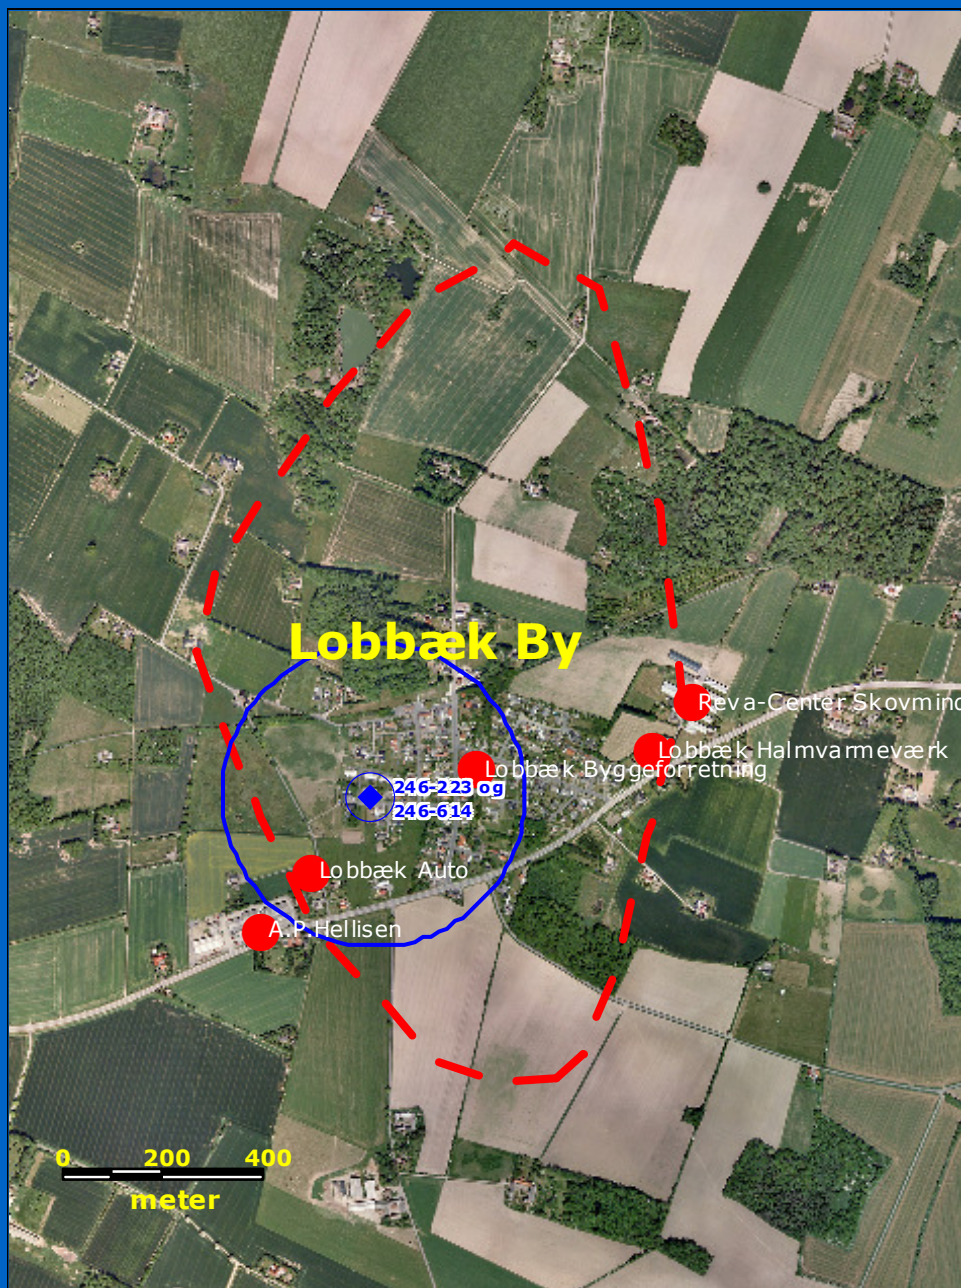 Lobbæk By
Reva-Center Skovmind
Lobbæk Halmvarmeværk
Lobbæk Byggeforretning
246-223 og
246-614
Lobbæk Auto
A.P.Hellisen
0 200 400
meter